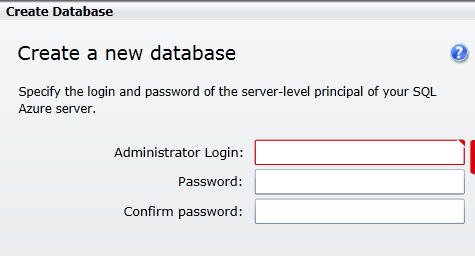 Create Database
Create a new database
?
Specify the login and password of the server-level principal of your SQL
Azure server.
Administrator Login:
Password:
Confirm password: